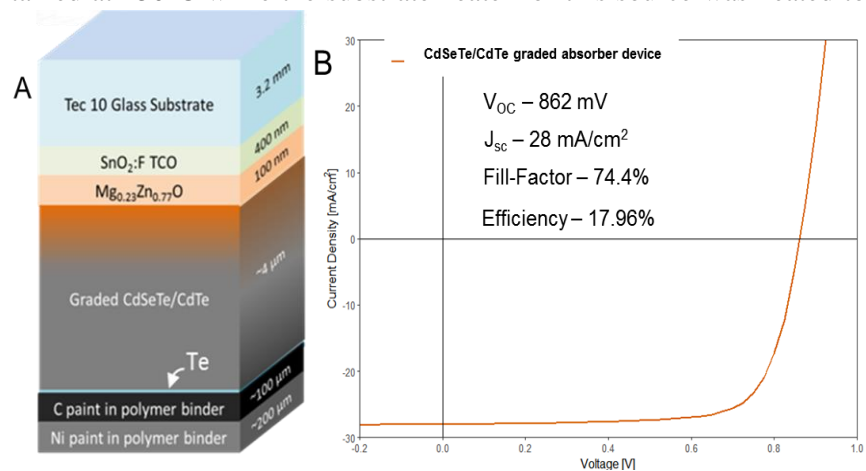 A
Tec 10 Glass Substrate
3.2 mm
SnO2:F TCO
400 nm
Mg0.23Zn0.77O
100 nm
Graded CdSeTe/CdTe
~4 µm
Te
C paint in polymer binder
~100 µm
Ni paint in polymer binder
~200 µm
B
CdSeTe/CdTe graded absorber device
VOC – 862 mV
Jsc – 28 mA/cm2
Fill-Factor – 74.4%
Efficiency – 17.96%
Current Density [mA/cm2]
30
20
10
0
-10
-20
-30
-0.2
0.0
0.2
0.4
0.6
0.8
1.0
Voltage [V]